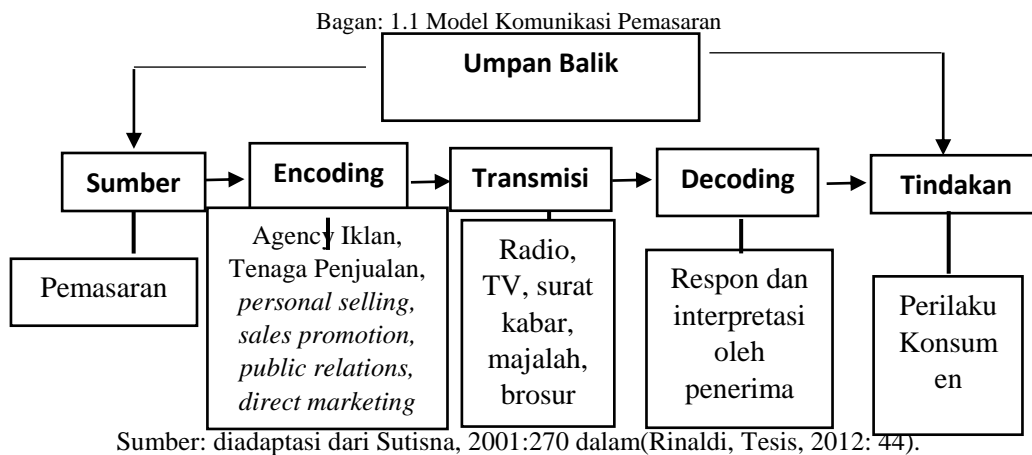 Bagan: 1.1 Model Komunikasi Pemasaran
Umpan Balik
Sumber
Encoding
Transmisi
Decoding
Tindakan
Pemasaran
Agency Iklan,
Tenaga Penjualan,
personal selling,
sales promotion,
public relations,
direct marketing
Radio,
TV, surat
kabar,
majalah,
brosur
Respon dan
interpretasi
oleh
penerima
Perilaku
Konsum
en
Sumber: diadaptasi dari Sutisna, 2001:270 dalam(Rinaldi, Tesis, 2012: 44).